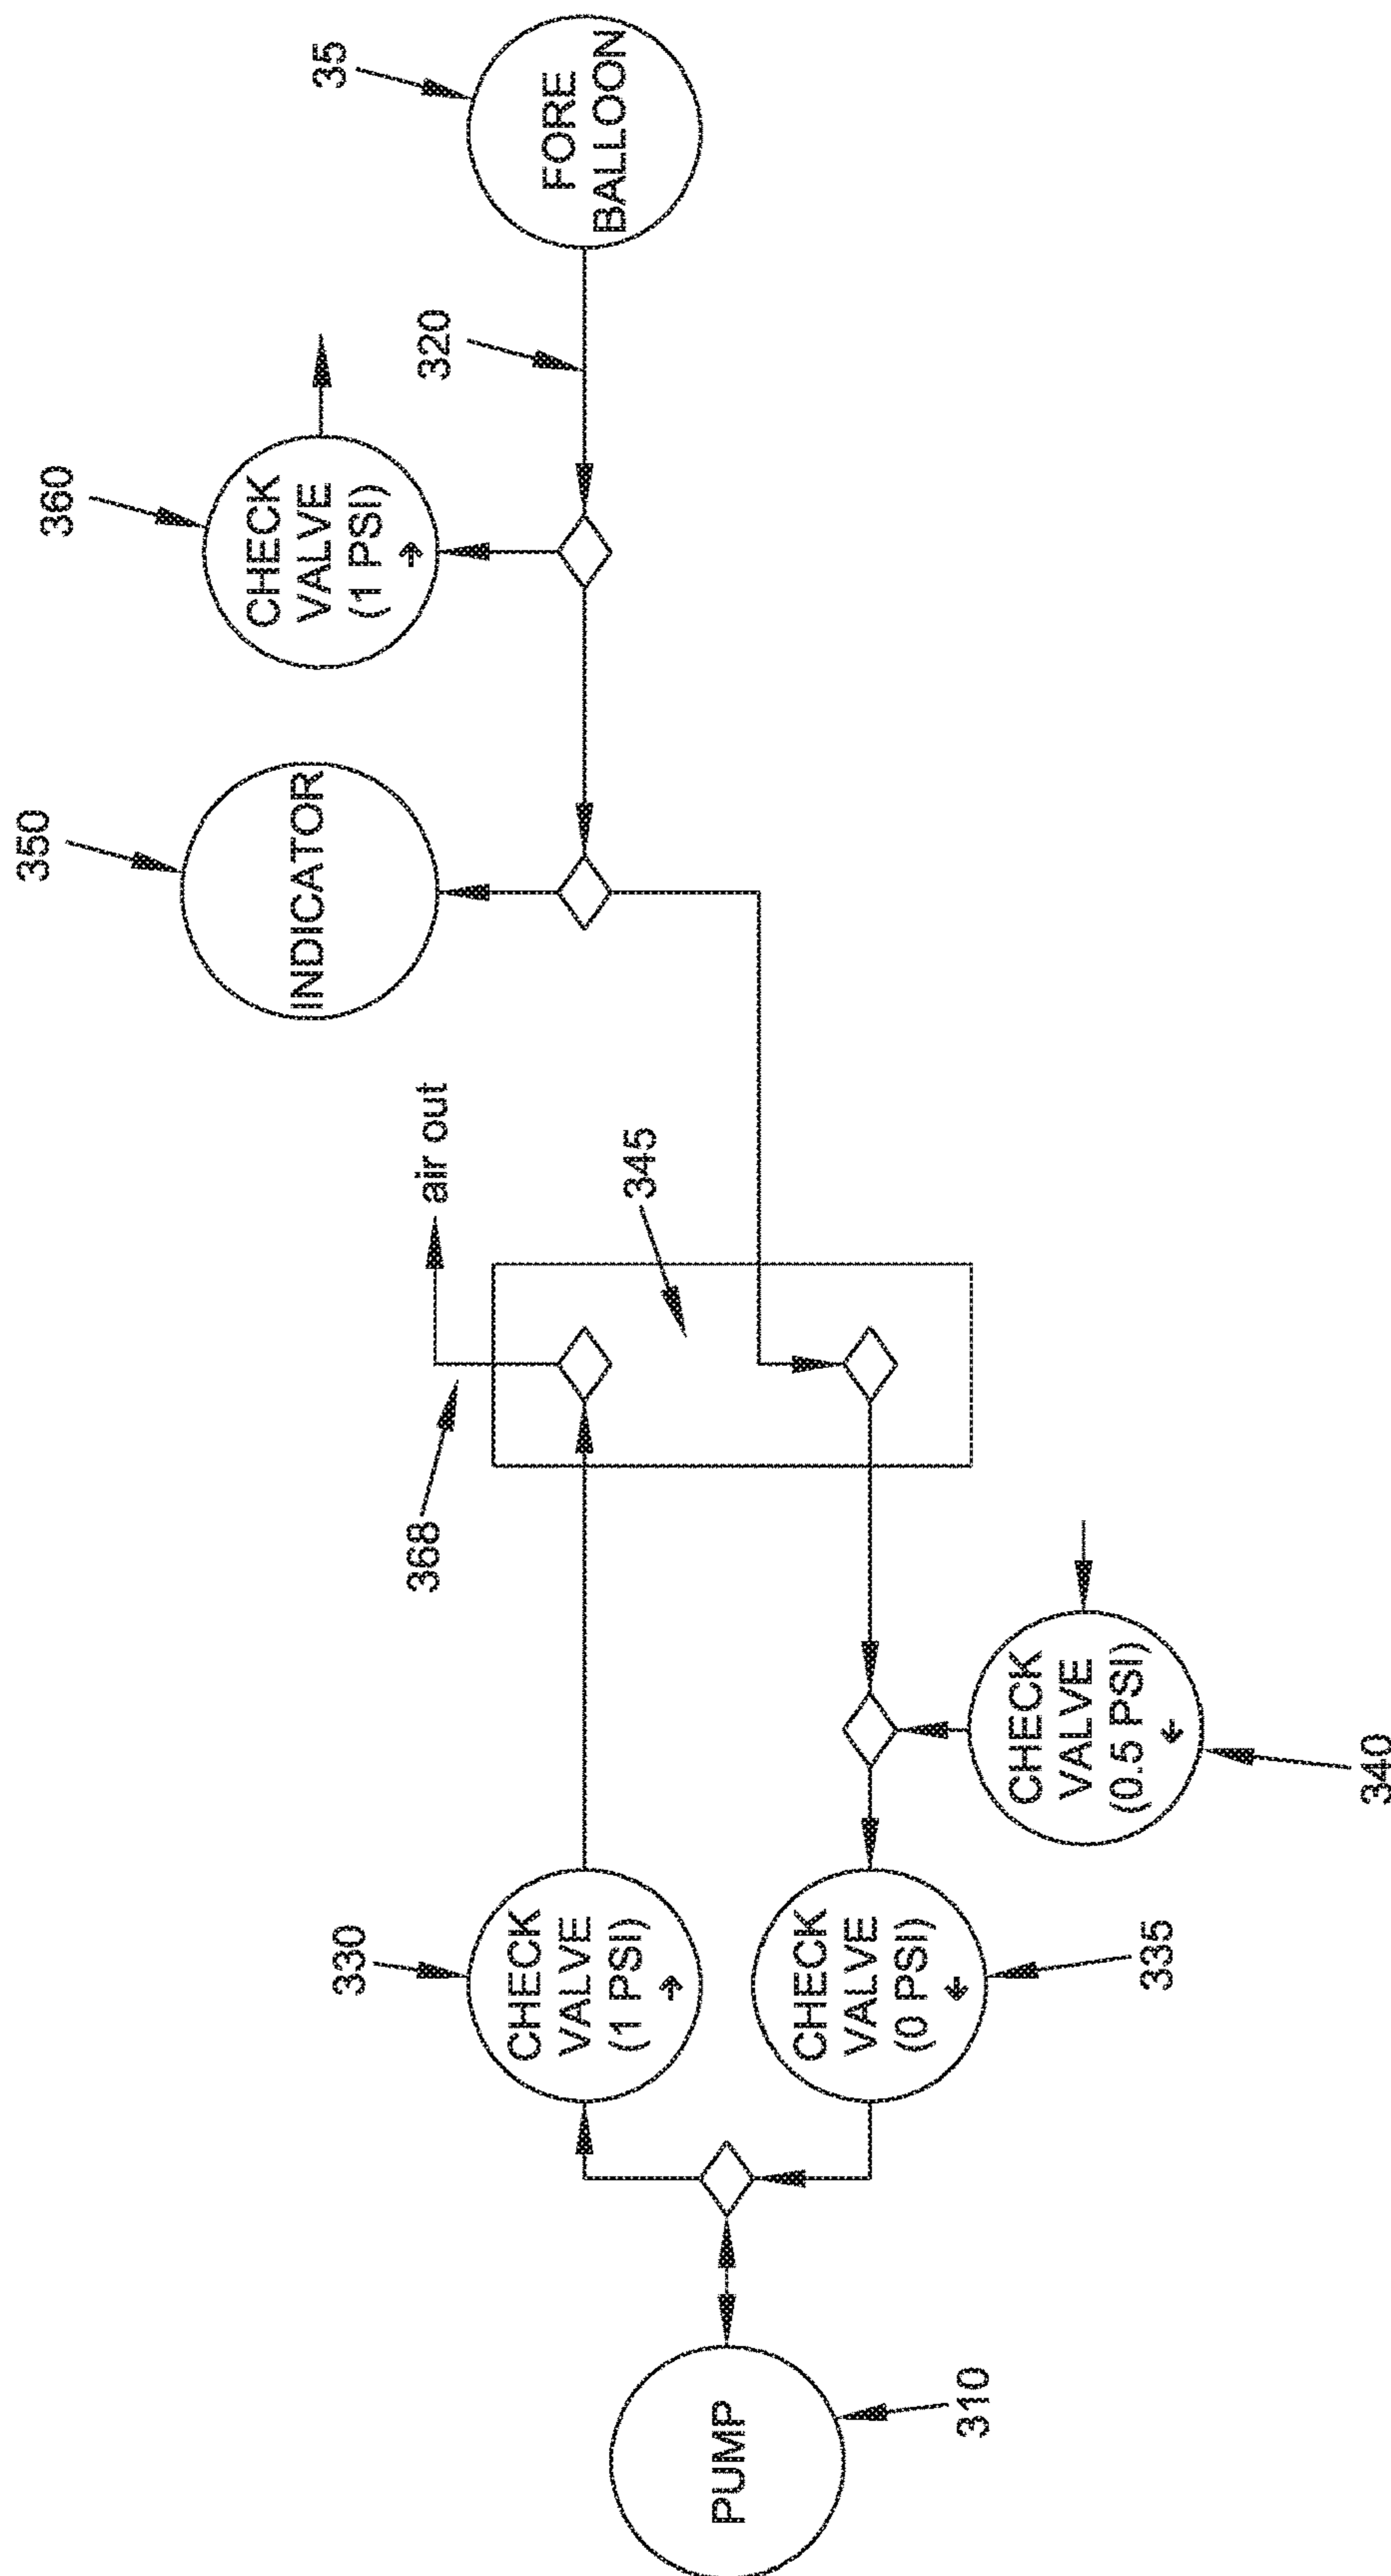 35
FORE
BALLOON
320
360
CHECK
VALVE
(1 PSI)
350
INDICATOR
air out
345
368
330
CHECK
VALVE
(1 PSI)
CHECK
VALVE
(0 PSI)
335
CHECK
VALVE
(0.5 PSI)
340
PUMP
310